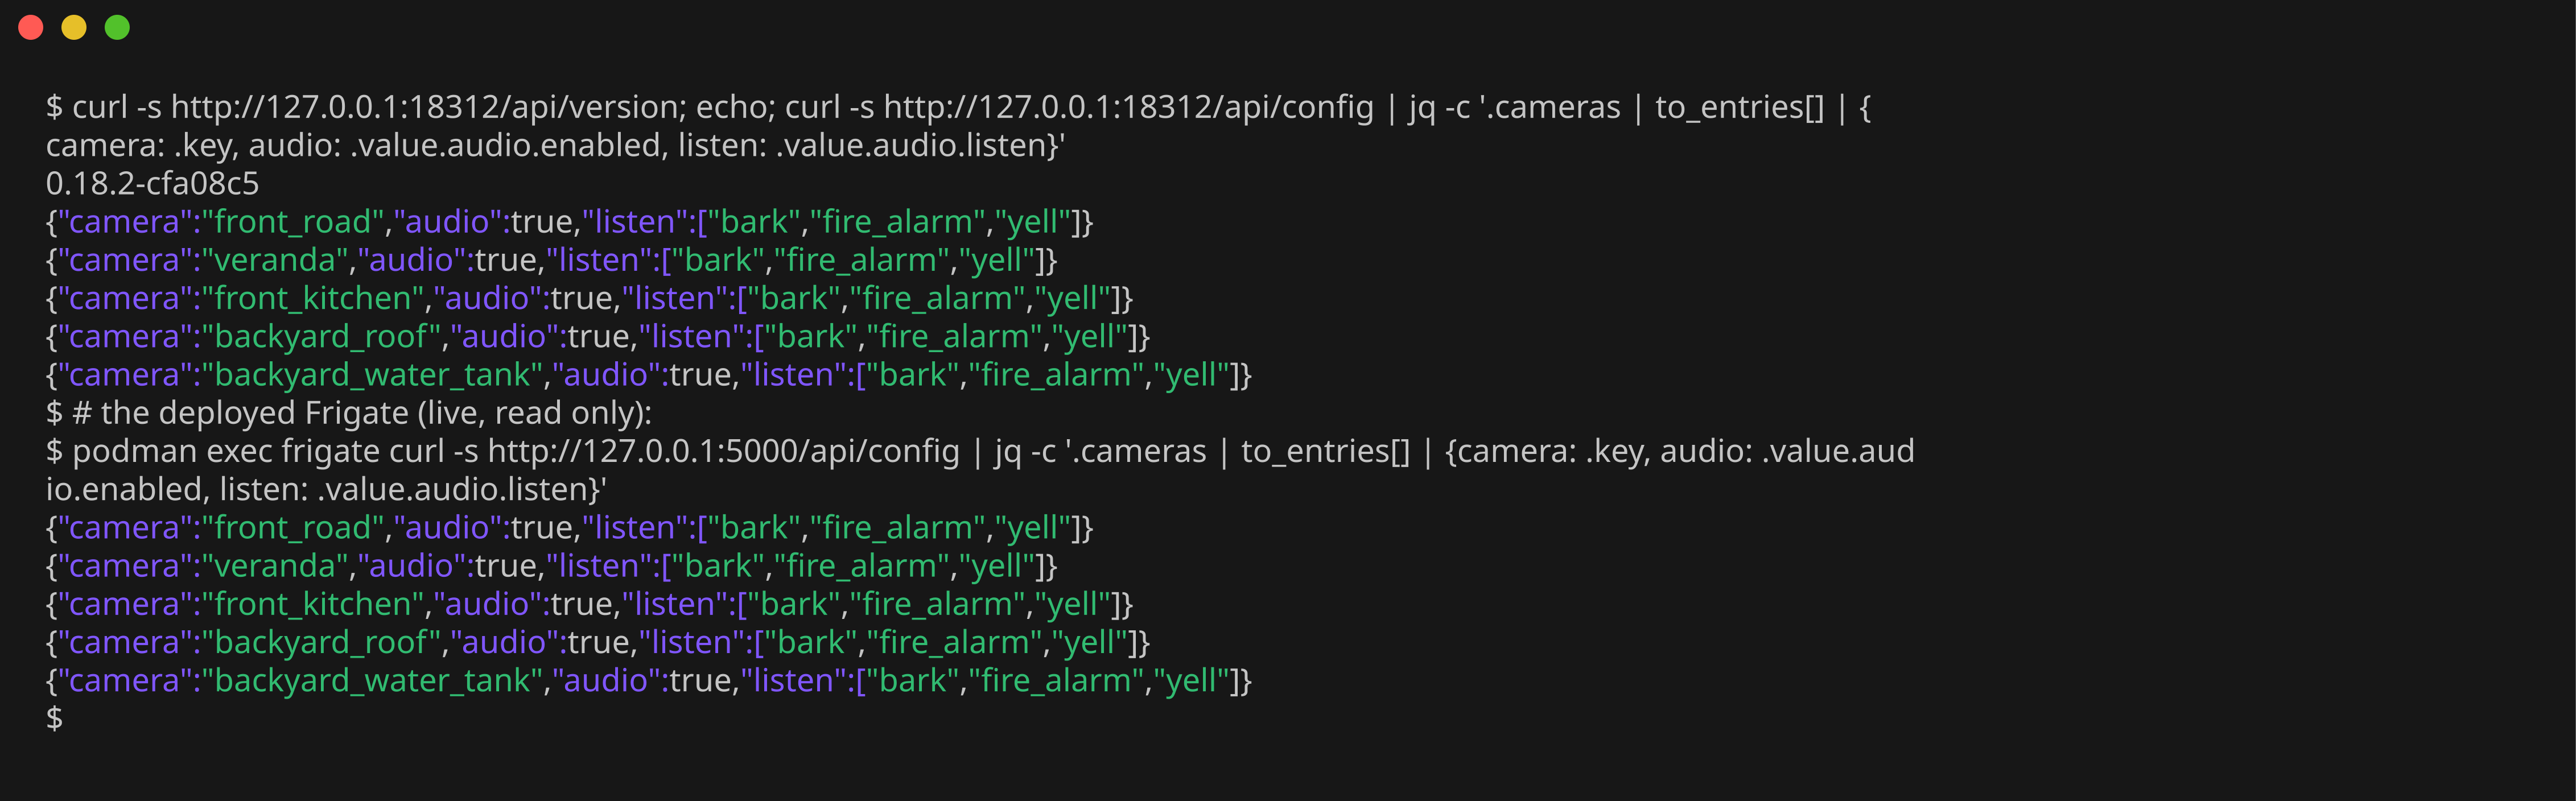 $ curl -s http://127.0.0.1:18312/api/version; echo; curl -s http://127.0.0.1:18312/api/config | jq -c '.cameras | to_entries[] | {
camera: .key, audio: .value.audio.enabled, listen: .value.audio.listen}'
0.18.2-cfa08c5
{"camera":"front_road","audio":true,"listen":["bark","fire_alarm","yell"]}
{"camera":"veranda","audio":true,"listen":["bark","fire_alarm","yell"]}
{"camera":"front_kitchen","audio":true,"listen":["bark","fire_alarm","yell"]}
{"camera":"backyard_roof","audio":true,"listen":["bark","fire_alarm","yell"]}
{"camera":"backyard_water_tank","audio":true,"listen":["bark","fire_alarm","yell"]}
$ # the deployed Frigate (live, read only):
$ podman exec frigate curl -s http://127.0.0.1:5000/api/config | jq -c '.cameras | to_entries[] | {camera: .key, audio: .value.aud
io.enabled, listen: .value.audio.listen}'
{"camera":"front_road","audio":true,"listen":["bark","fire_alarm","yell"]}
{"camera":"veranda","audio":true,"listen":["bark","fire_alarm","yell"]}
{"camera":"front_kitchen","audio":true,"listen":["bark","fire_alarm","yell"]}
{"camera":"backyard_roof","audio":true,"listen":["bark","fire_alarm","yell"]}
{"camera":"backyard_water_tank","audio":true,"listen":["bark","fire_alarm","yell"]}
$